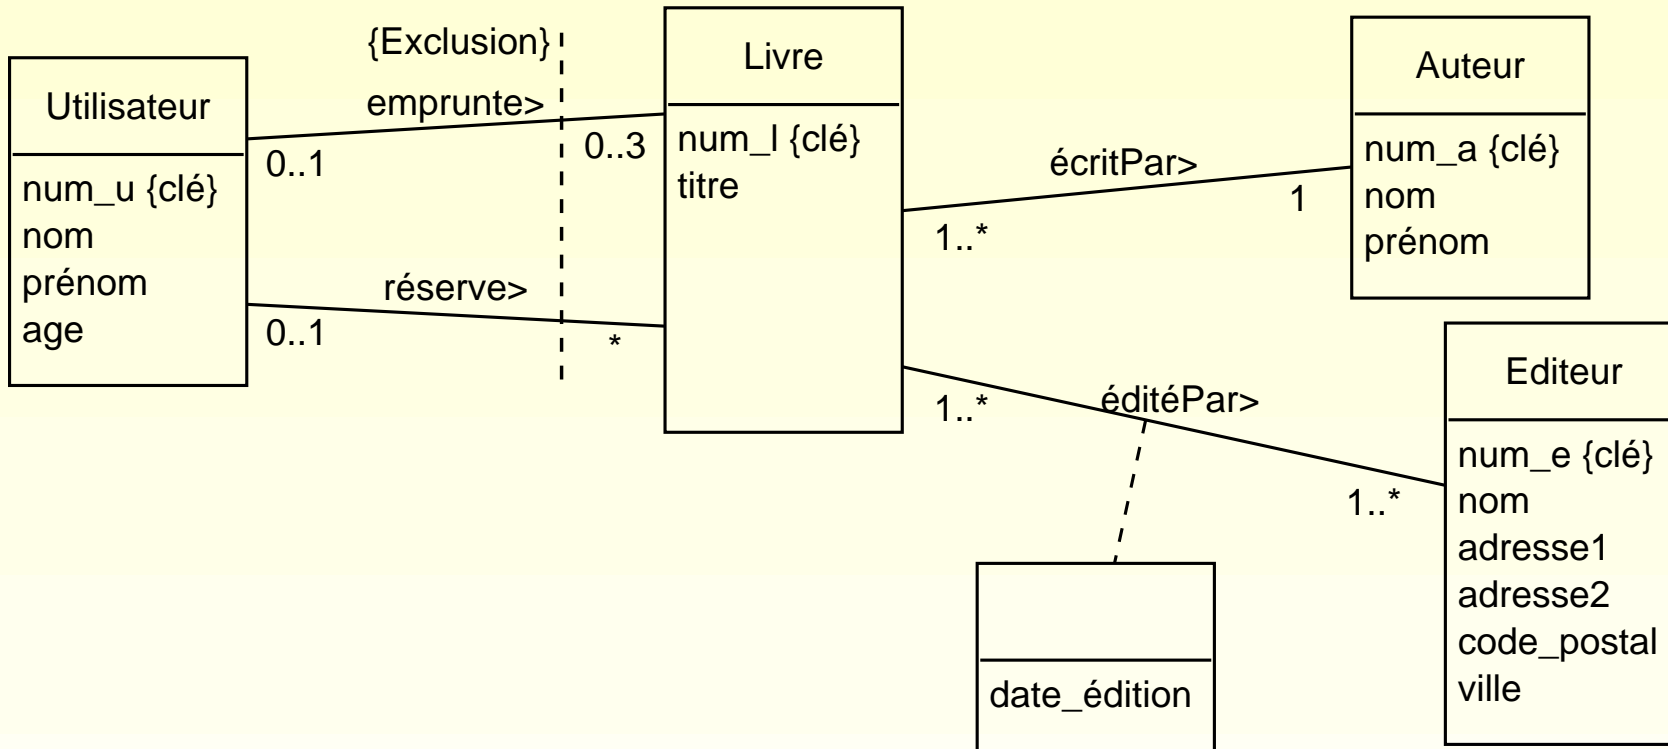 {Exclusion}
Utilisateur
num_u {clé}
nom
prénom
age
emprunte>
0..1
0..3
réserve>
0..1
*
Livre
num_l {clé}
titre
écritPar>
1..*
1
Auteur
num_a {clé}
nom
prénom
éditéPar>
1..*
1..*
Editeur
num_e {clé}
nom
adresse1
adresse2
code_postal
ville
date_édition